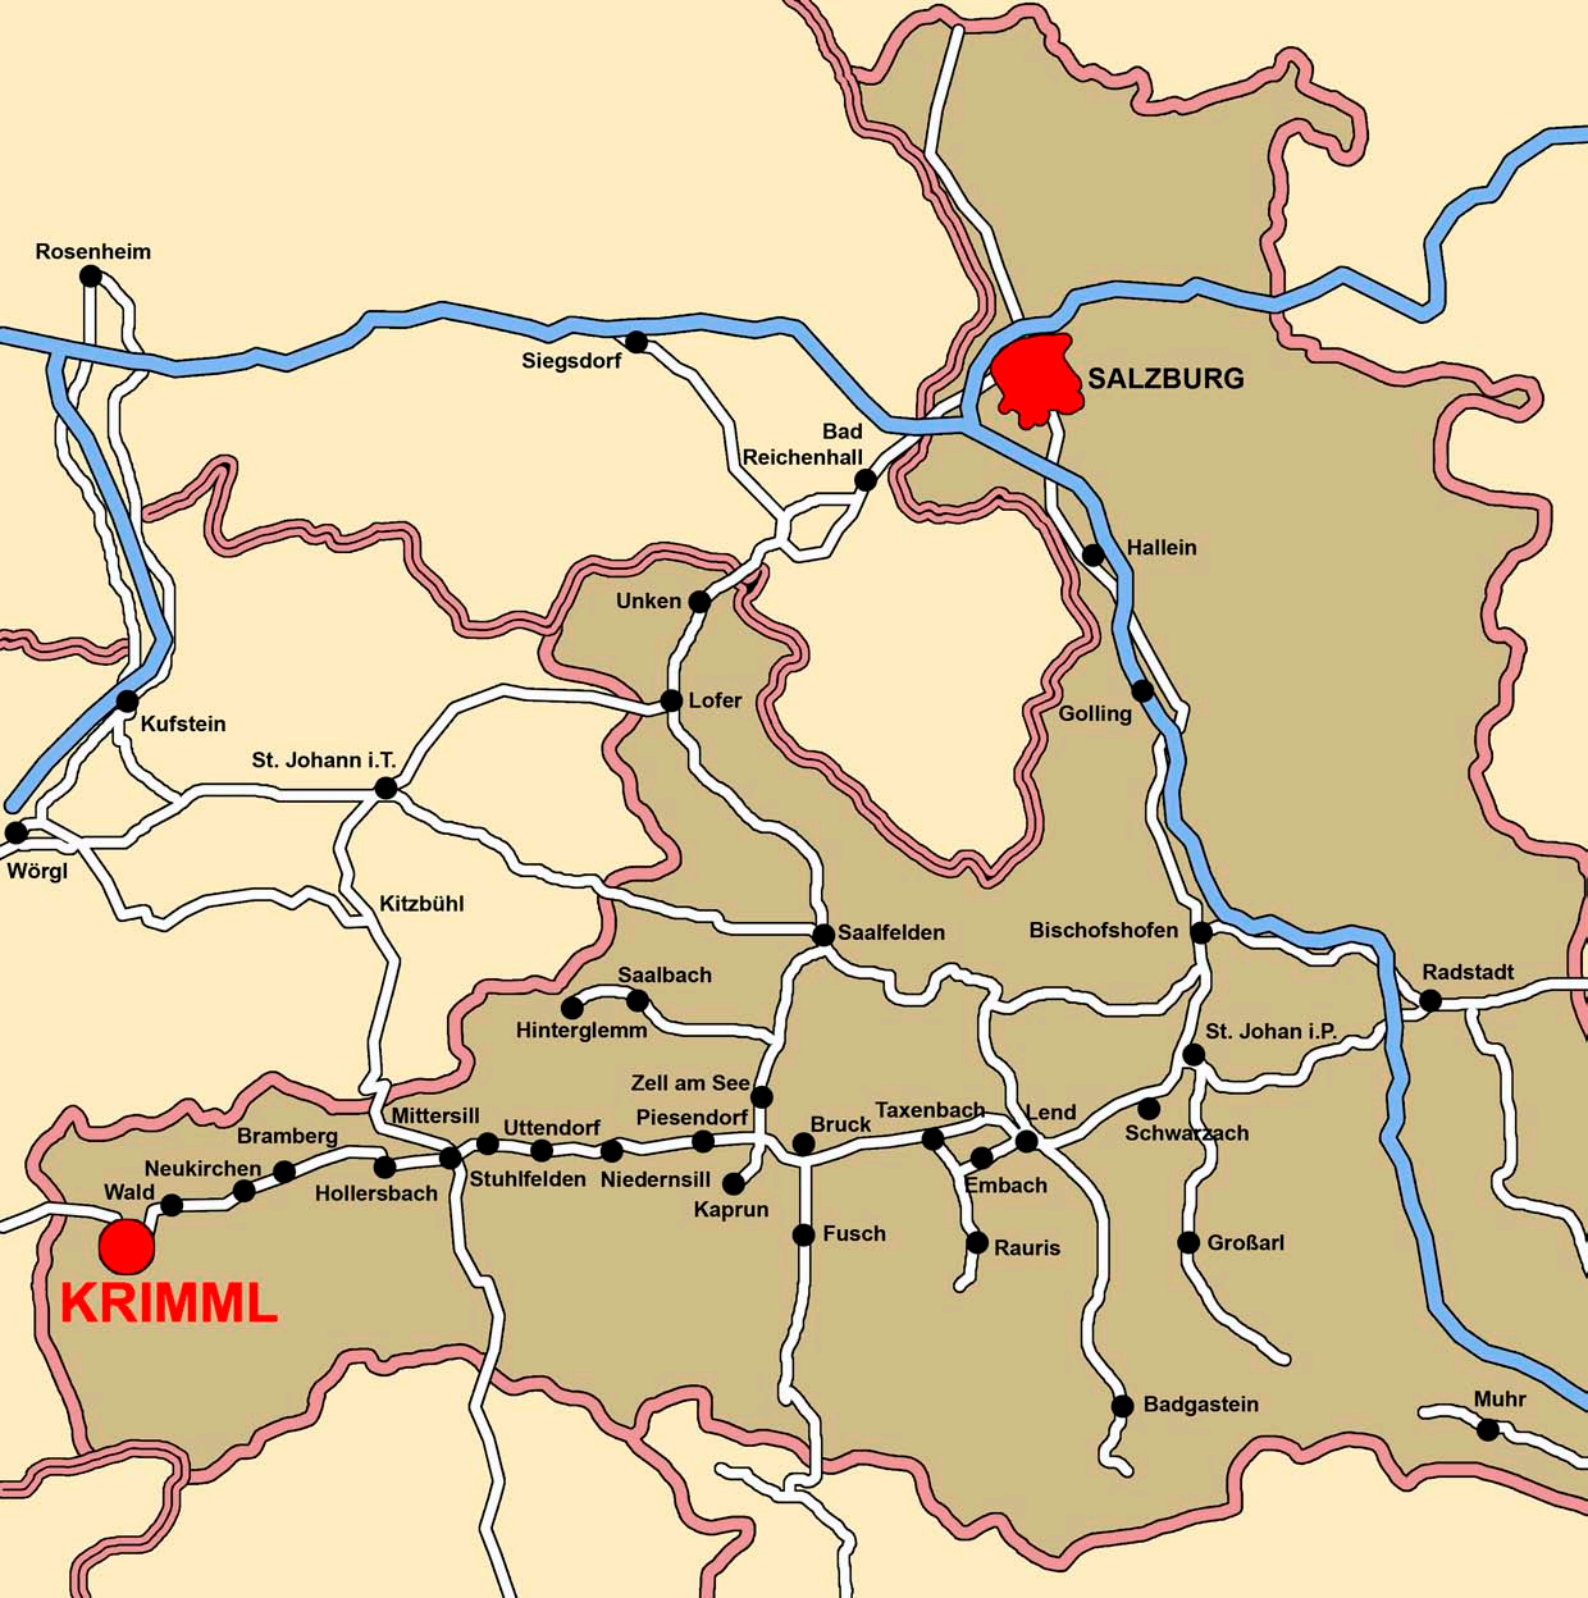 Rosenheim
Siegsdorf
SALZBURG
Bad
Reichenhall
Hallein
Unken
Lofer
Golling
Kufstein
St. Johann i.T.
Wörgl
Kitzbühl
Saalfelden
Bischofshofen
Saalbach
Radstadt
Hinterglemm
St. Johan i.P.
Zell am See
Mittersill
Uttendorf
Piesendorf
Bruck
Taxenbach
Lend
Bramberg
Schwarzach
Neukirchen
Stuhlfelden
Niedernsill
Embach
Wald
Hollersbach
Kaprun
Fusch
Rauris
Großarl
KRIMML
Badgastein
Muhr